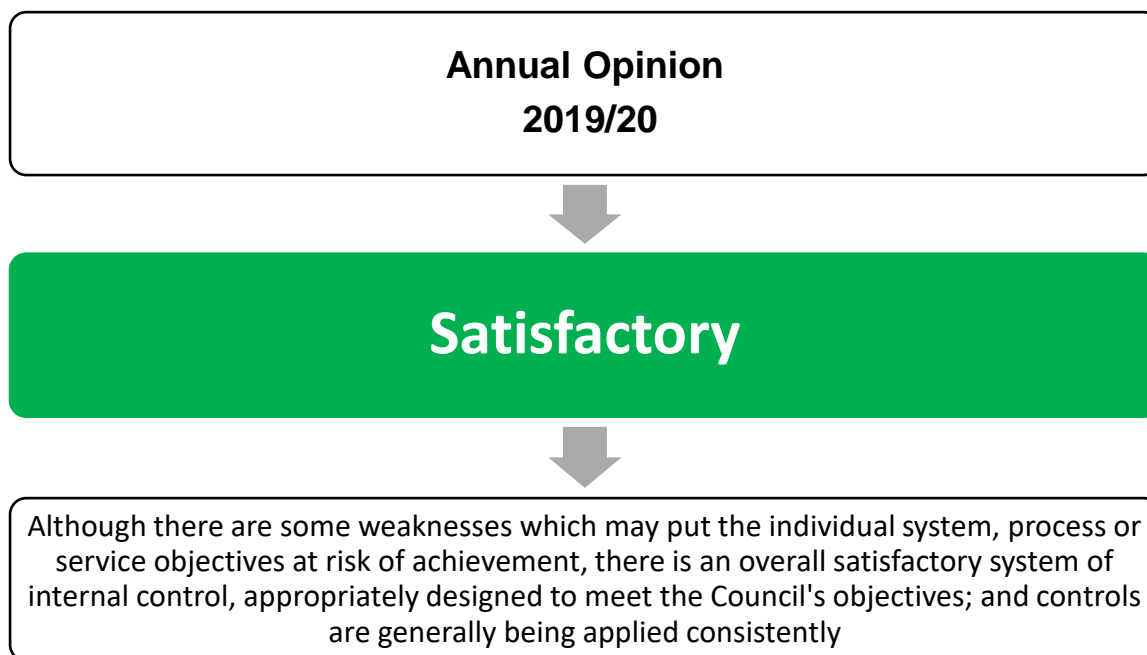 Annual Opinion
2019/20
Satisfactory
Although there are some weaknesses which may put the individual system, process or
service objectives at risk of achievement, there is an overall satisfactory system of
internal control, appropriately designed to meet the Council's objectives; and controls
are generally being applied consistently